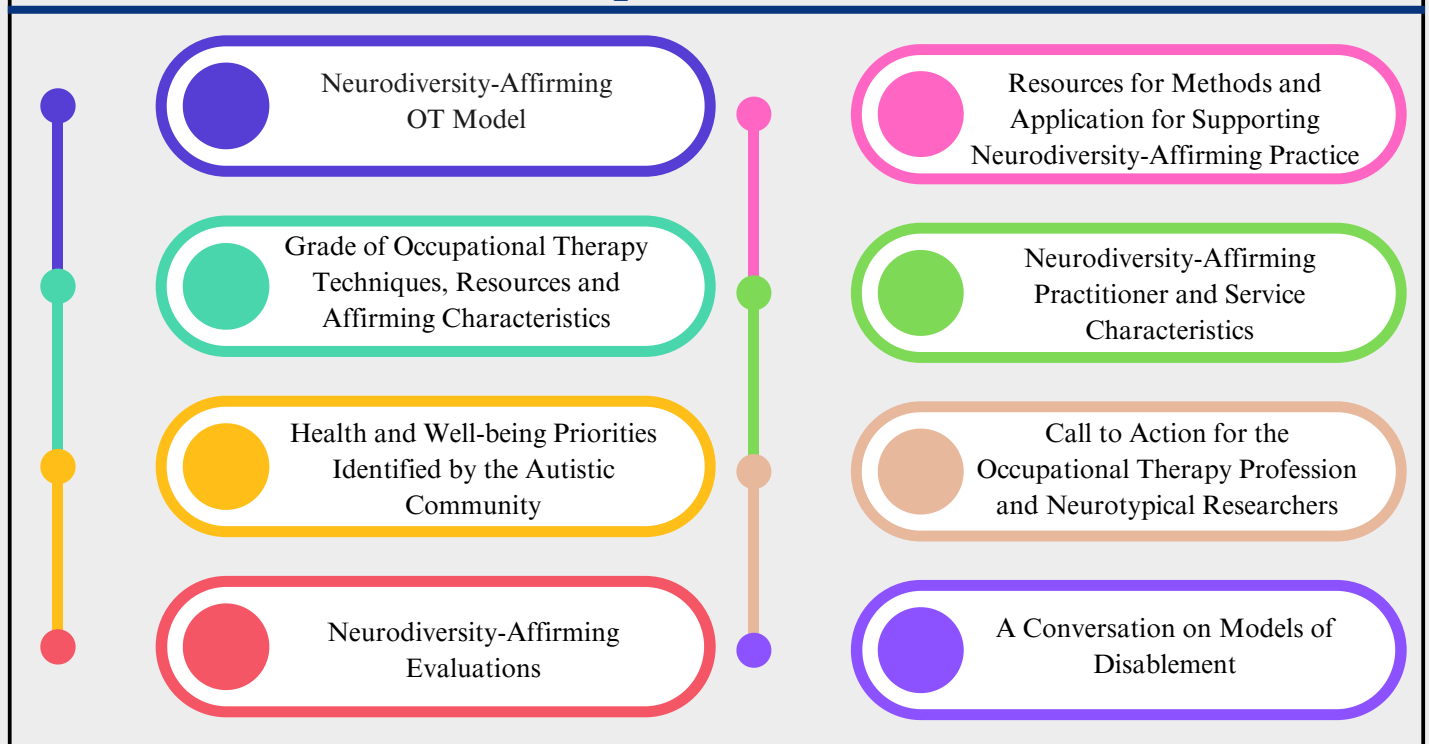 Neurodiversity-Affirming
OT Model
Grade of Occupational Therapy
Techniques, Resources and
Affirming Characteristics
Health and Well-being Priorities
Identified by the Autistic
Community
Neurodiversity-Affirming
Evaluations
Resources for Methods and
Application for Supporting
Neurodiversity-Affirming Practice
Neurodiversity-Affirming
Practitioner and Service
Characteristics
Call to Action for the
Occupational Therapy Profession
and Neurotypical Researchers
A Conversation on Models of
Disablement